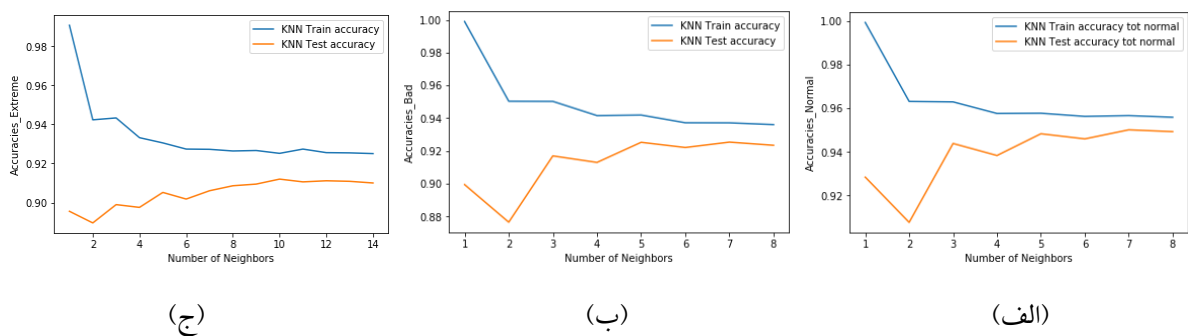 KNN Train accuracy
KNN Test accuracy
Accuracies_Extreme
0.98
0.96
0.94
0.92
0.90
2 4 6 8 10 12 14
Number of Neighbors
(ج)
KNN Train accuracy
KNN Test accuracy
Accuracies_Bad
1.00
0.98
0.96
0.94
0.92
0.90
0.88
1 2 3 4 5 6 7 8
Number of Neighbors
(ب)
KNN Train accuracy tot normal
KNN Test accuracy tot normal
Accuracies_Normal
1.00
0.98
0.96
0.94
0.92
1 2 3 4 5 6 7 8
Number of Neighbors
(الف)